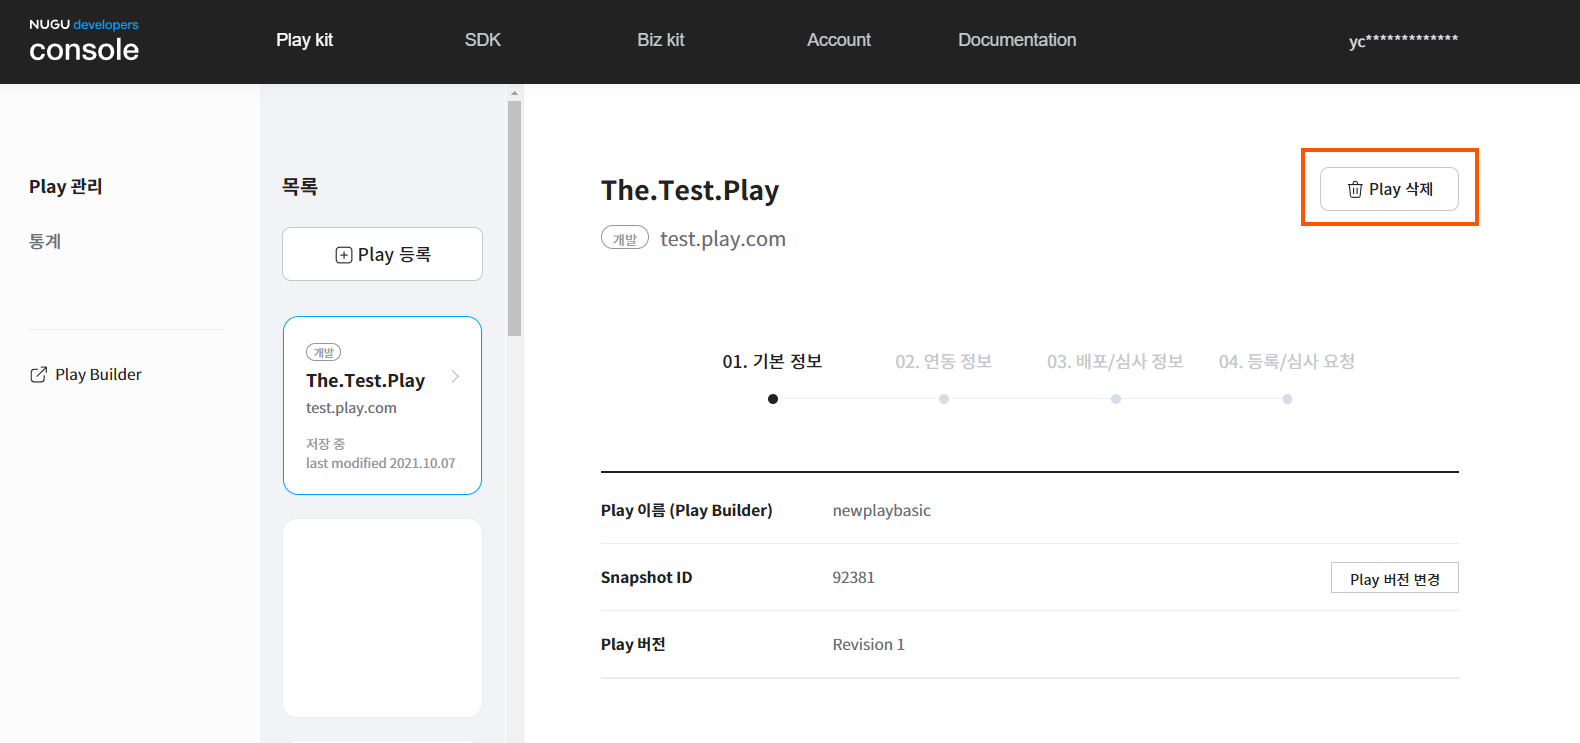 NUGU developers
console
Play kit
SDK
Biz kit
Account
Documentation
yc*************
Play 관리
통계
Play Builder
목록
Play 등록
개발
The.Test.Play
test.play.com
저장 중
last modified 2021.10.07
The.Test.Play
Play 삭제
개발 test.play.com
01. 기본 정보
02. 연동 정보
03. 배포/심사 정보
04. 등록/심사 요청
Play 이름 (Play Builder) newplaybasic
Snapshot ID 92381 Play 버전 변경
Play 버전 Revision 1